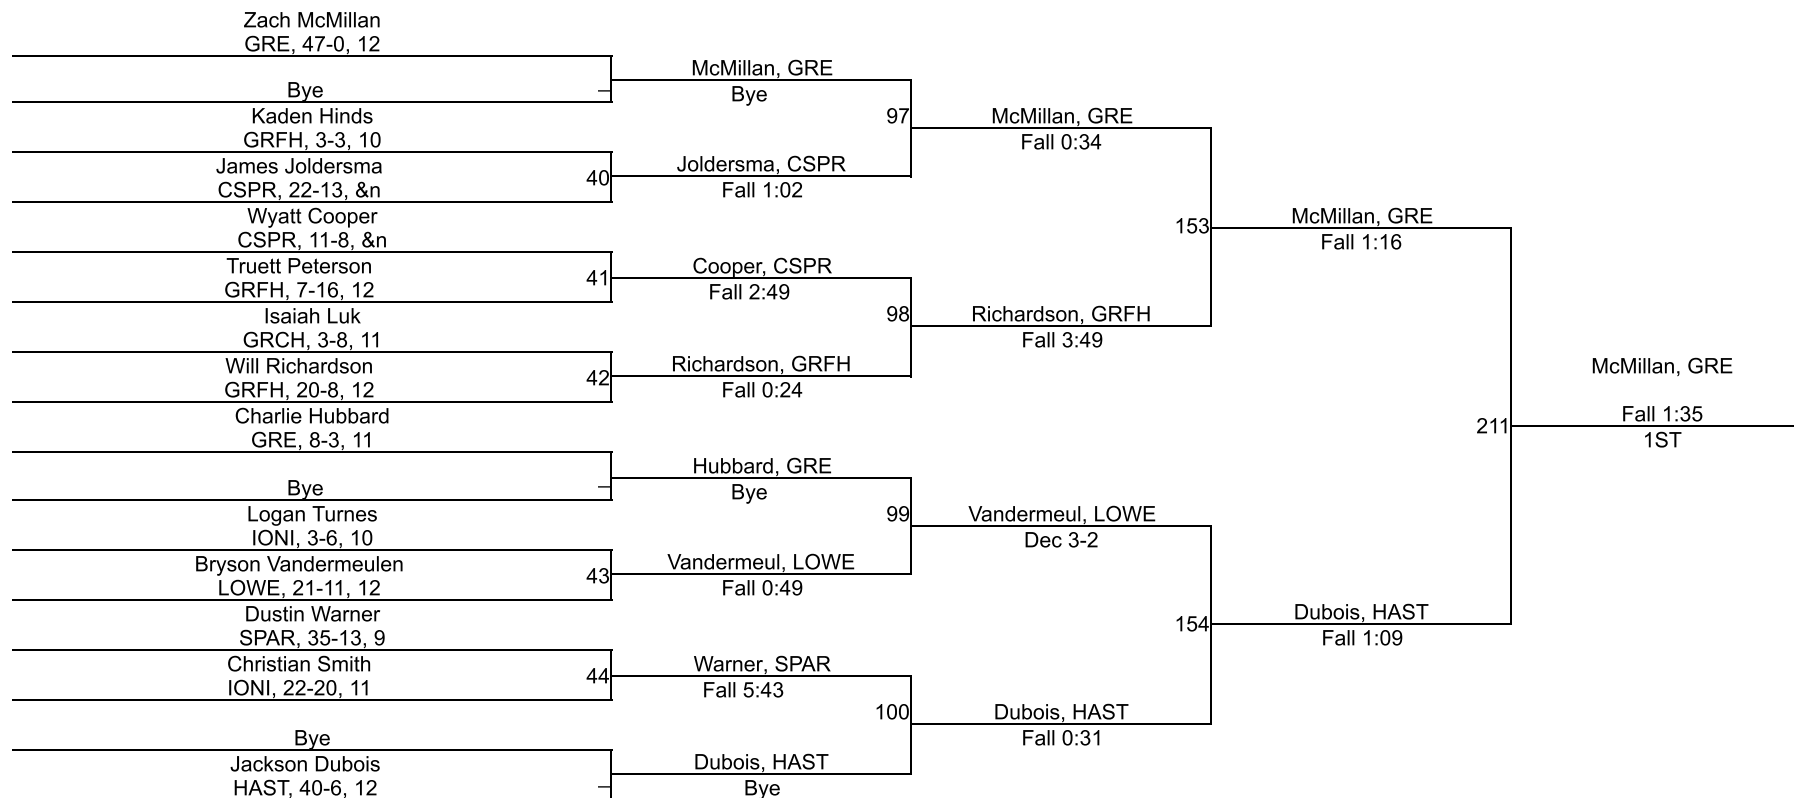 Zach McMillan
GRE, 47-0, 12
Bye
Kaden Hinds
GRFH, 3-3, 10
James Joldersma
CSPR, 22-13, &n
Wyatt Cooper
CSPR, 11-8, &n
Truett Peterson
GRFH, 7-16, 12
Isaiah Luk
GRCH, 3-8, 11
Will Richardson
GRFH, 20-8, 12
Charlie Hubbard
GRE, 8-3, 11
Bye
Logan Turnes
IONI, 3-6, 10
Bryson Vandermeulen
LOWE, 21-11, 12
Dustin Warner
SPAR, 35-13, 9
Christian Smith
IONI, 22-20, 11
Bye
Jackson Dubois
HAST, 40-6, 12
40
41
42
43
44
McMillan, GRE
Bye
Joldersma, CSPR
Fall 1:02
Cooper, CSPR
Fall 2:49
Richardson, GRFH
Fall 0:24
Hubbard, GRE
Bye
Vandermeul, LOWE
Fall 0:49
Warner, SPAR
Fall 5:43
Dubois, HAST
Bye
97
98
99
100
McMillan, GRE
Fall 0:34
Richardson, GRFH
Fall 3:49
Vandermeul, LOWE
Dec 3-2
Dubois, HAST
Fall 0:31
153
154
McMillan, GRE
Fall 1:16
Dubois, HAST
Fall 1:09
211
McMillan, GRE
Fall 1:35
1ST